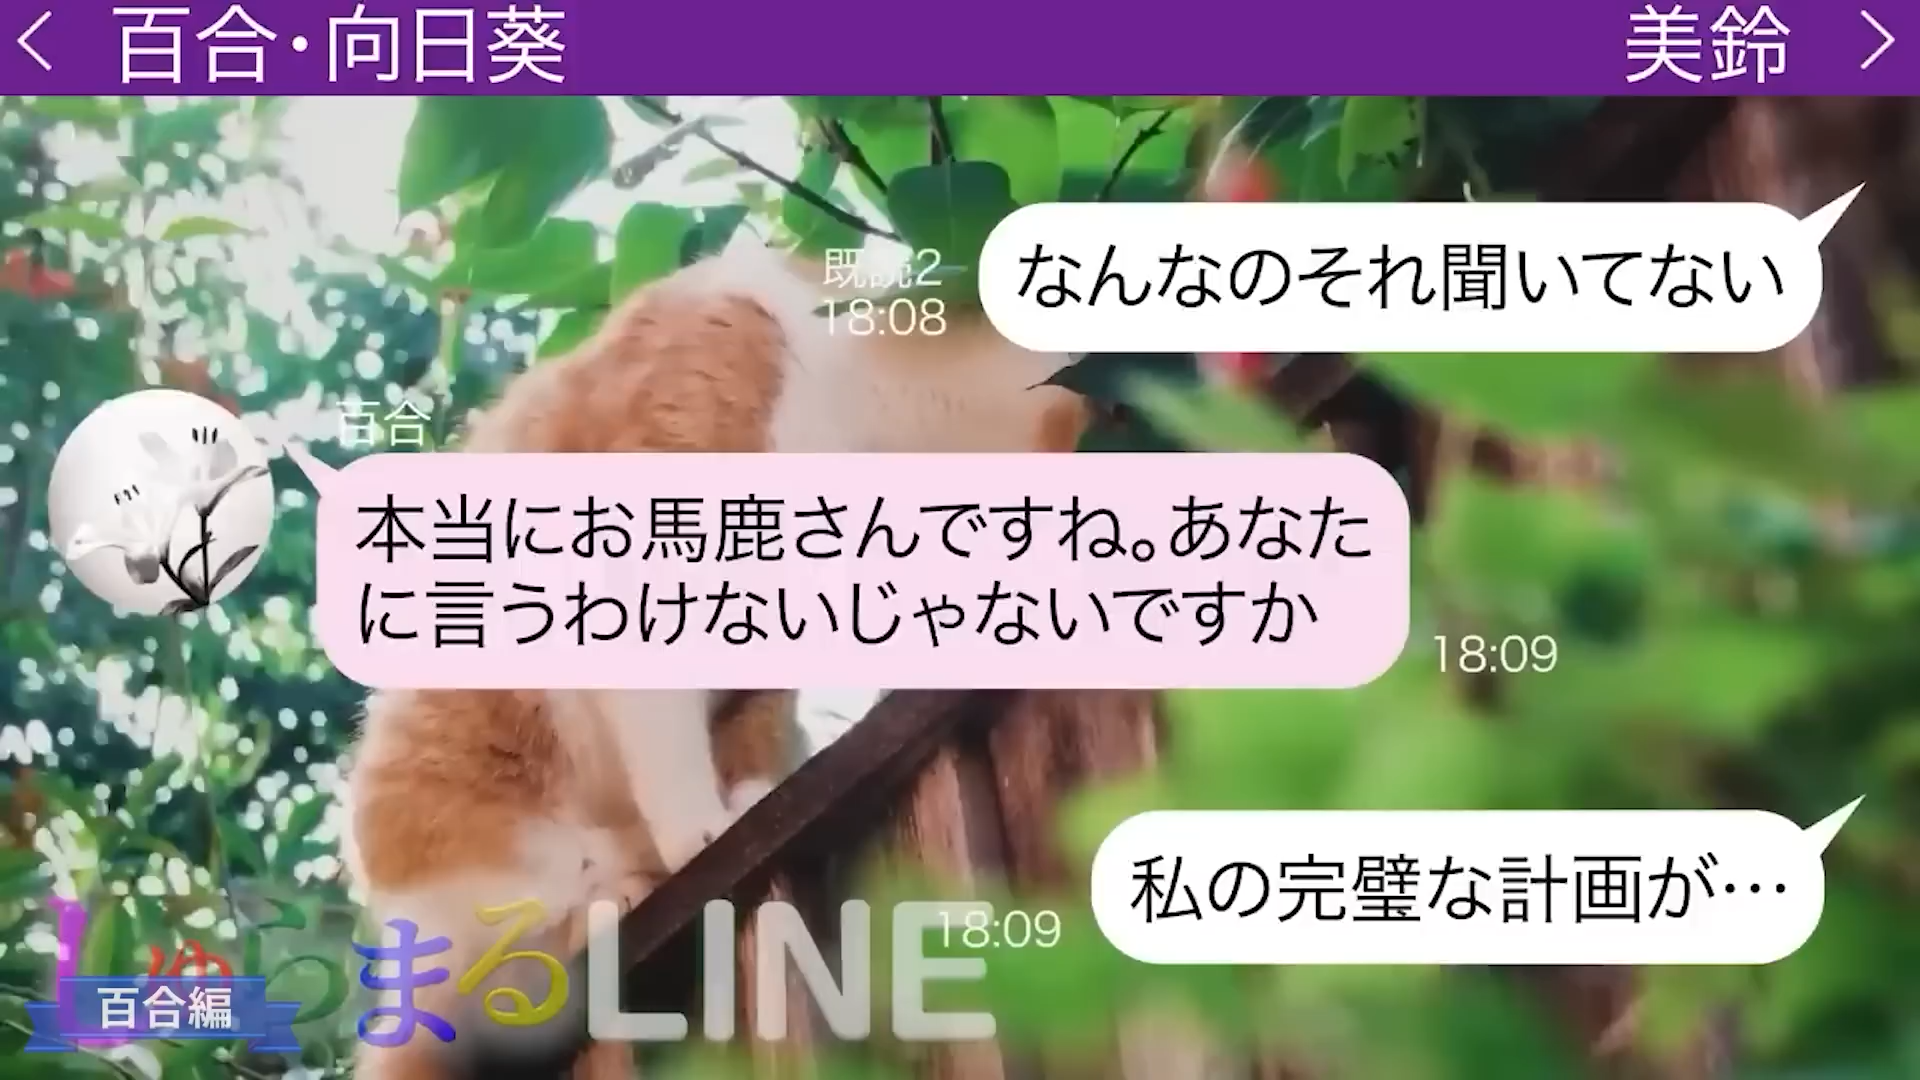 百合・向日葵
美鈴
なんなのそれ聞いてない
既読2
18:08
百合
本当にお馬鹿さんですね。あなた
に言うわけないじゃないですか
18:09
私の完璧な計画が…
18:09
しゅらまるLINE
百合編